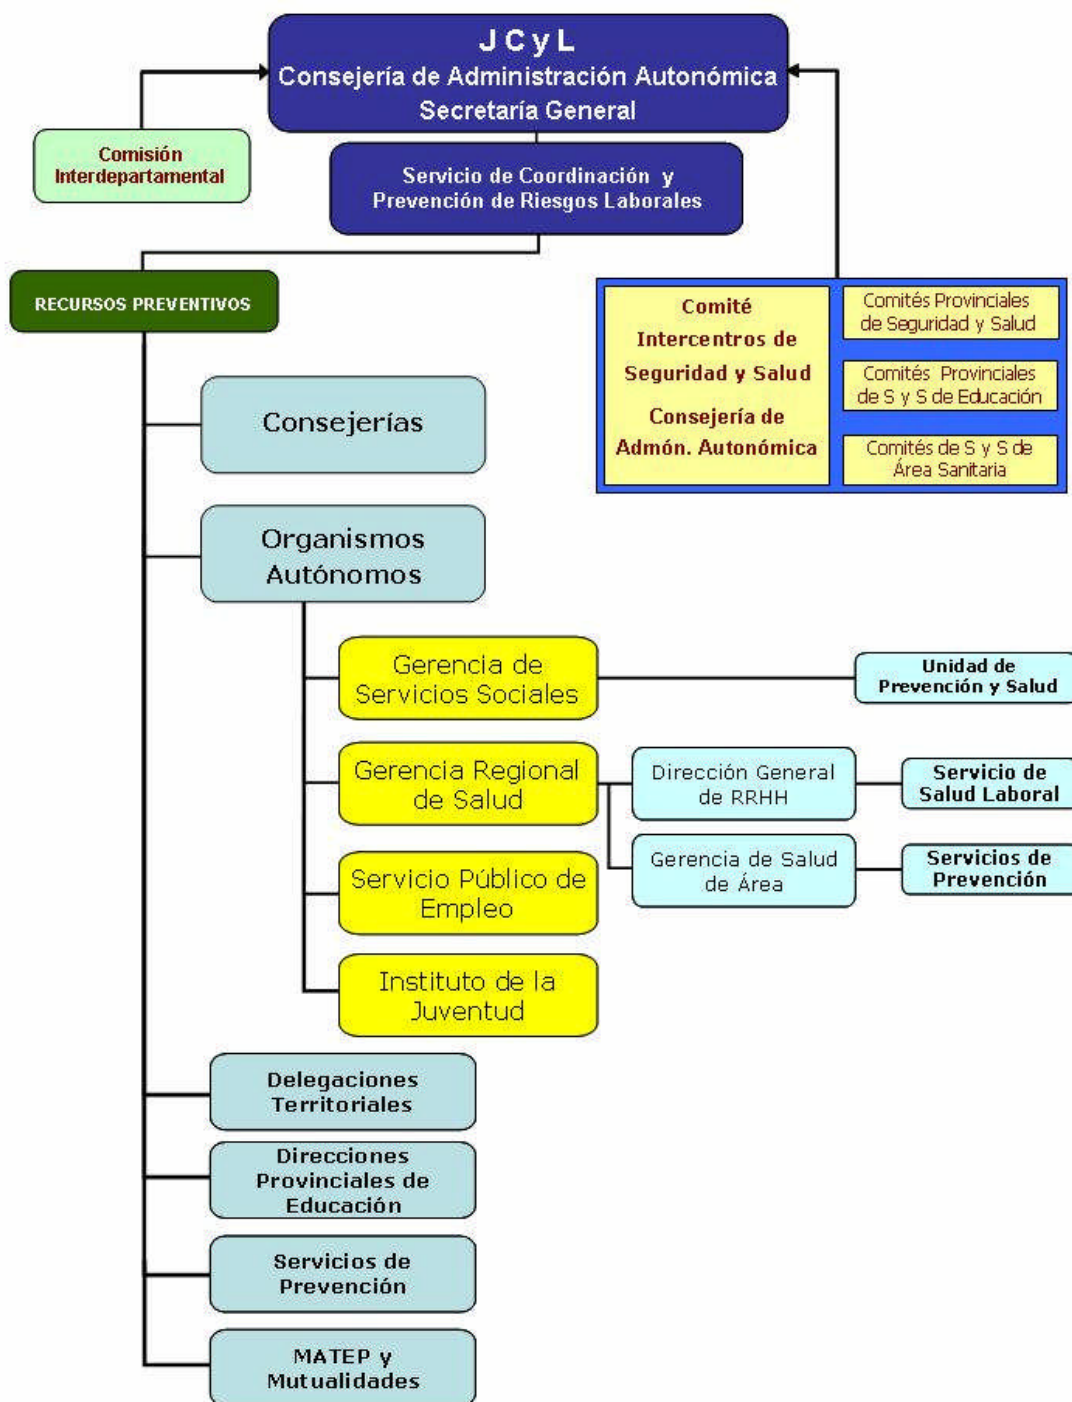 JCyL
Consejería de Administración Autonómica
Secretaría General
Comisión
Interdepartamental
Servicio de Coordinación y
Prevención de Riesgos Laborales
RECURSOS PREVENTIVOS
Comité
Intercentros de
Seguridad y Salud
Consejería de
Admón. Autonómica
Comités Provinciales
de Seguridad y Salud
Comités Provinciales
de S y S de Educación
Comités de S y S de
Área Sanitaria
Consejerías
Organismos
Autónomos
Gerencia de
Servicios Sociales
Unidad de
Prevención y Salud
Gerencia Regional
de Salud
Dirección General
de RRHH
Servicio de
Salud Laboral
Gerencia de Salud
de Área
Servicios de
Prevención
Servicio Público de
Empleo
Instituto de la
Juventud
Delegaciones
Territoriales
Direcciones
Provinciales de
Educación
Servicios de
Prevención
MATEP y
Mutualidades